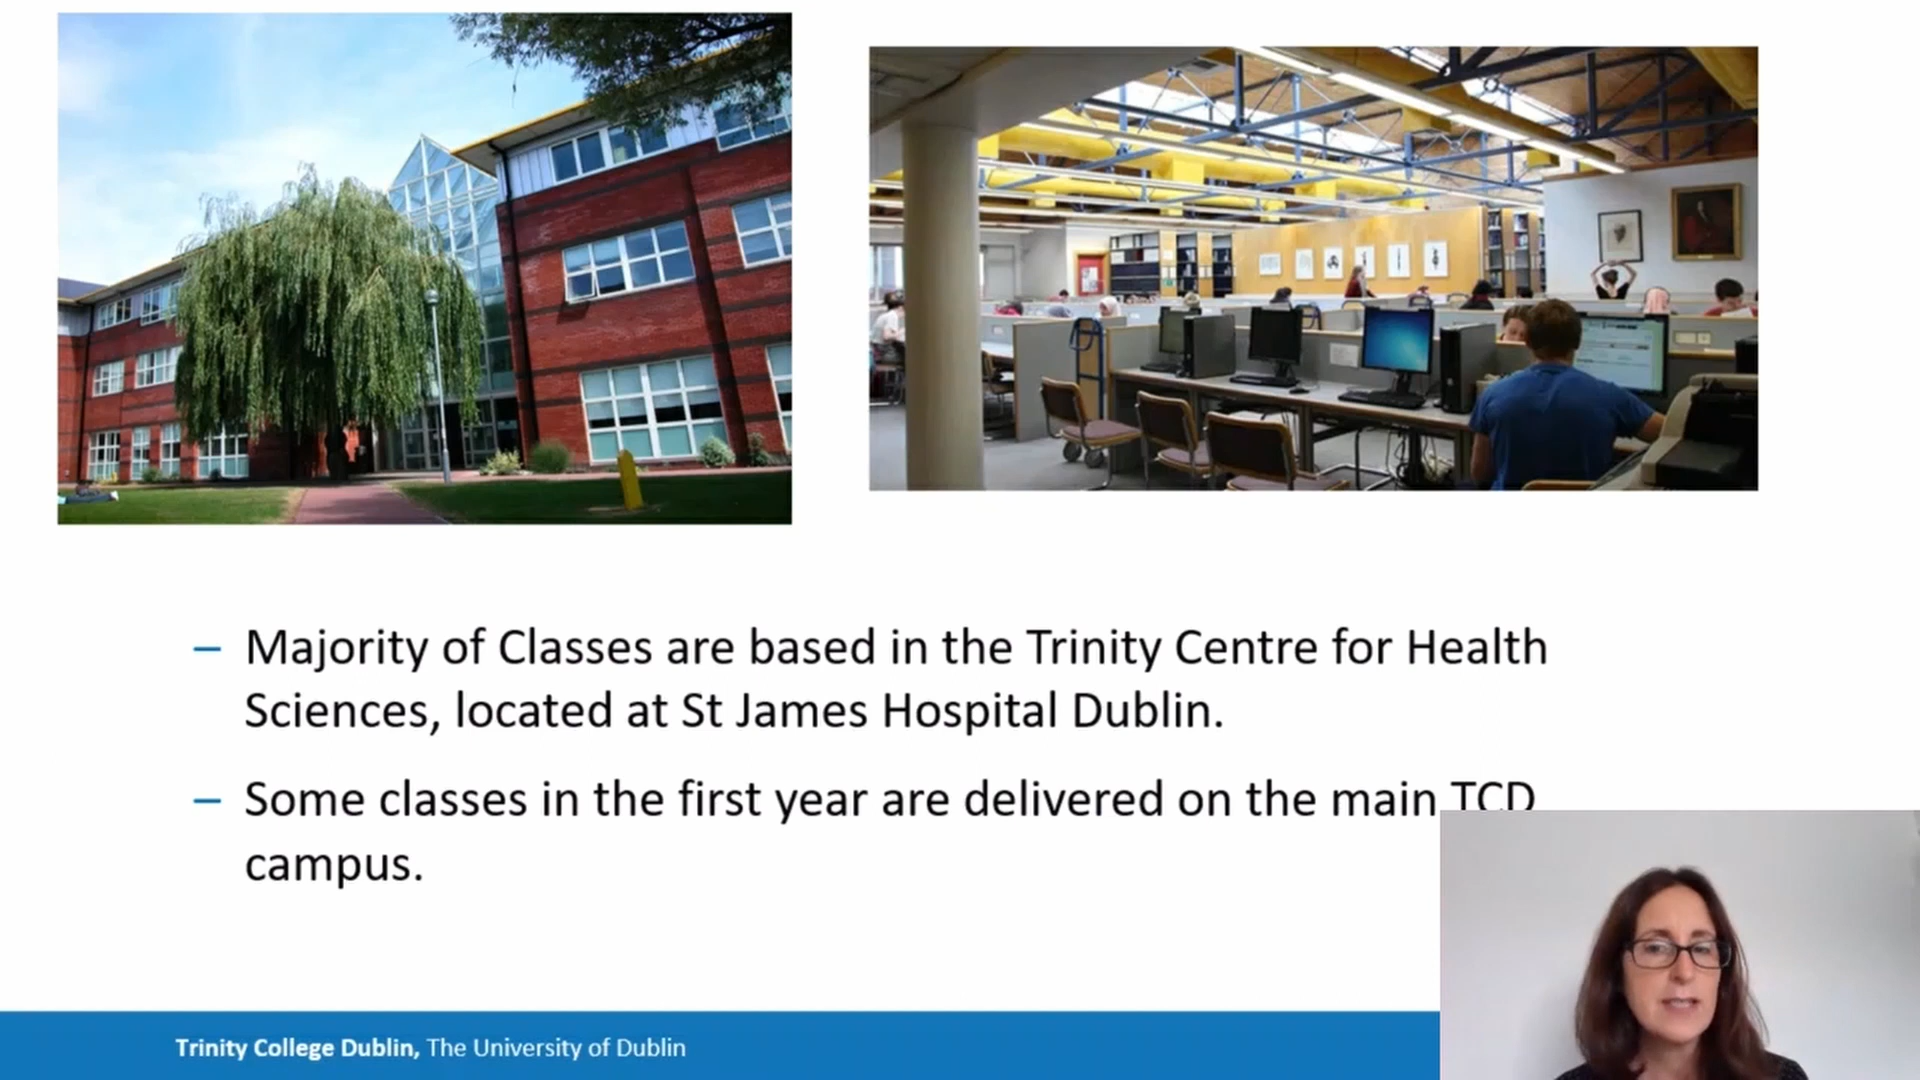 – Majority of Classes are based in the Trinity Centre for Health
Sciences, located at St James Hospital Dublin.
– Some classes in the first year are delivered on the main TCD
campus.
Trinity College Dublin, The University of Dublin